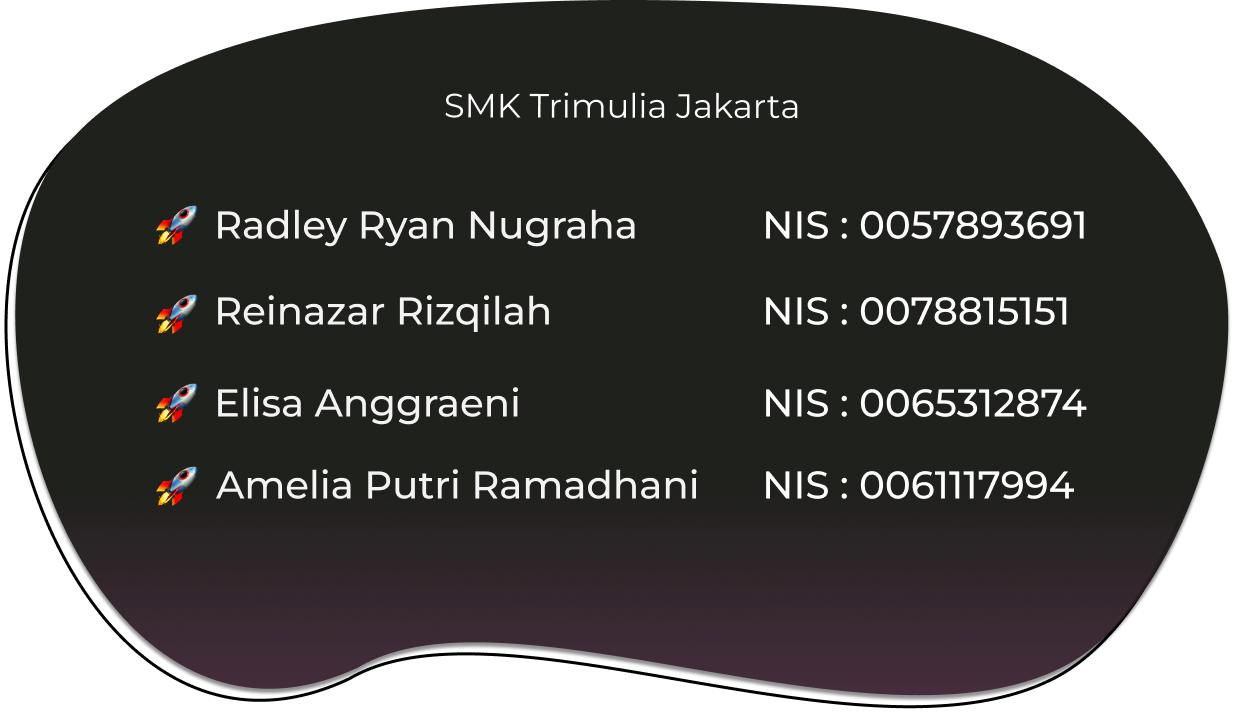 SMK Trimulia Jakarta
🚀 Radley Ryan Nugraha NIS : 0057893691
🚀 Reinazar Rizqilah NIS : 0078815151
🚀 Elisa Anggraeni NIS : 0065312874
🚀 Amelia Putri Ramadhani NIS : 0061117994